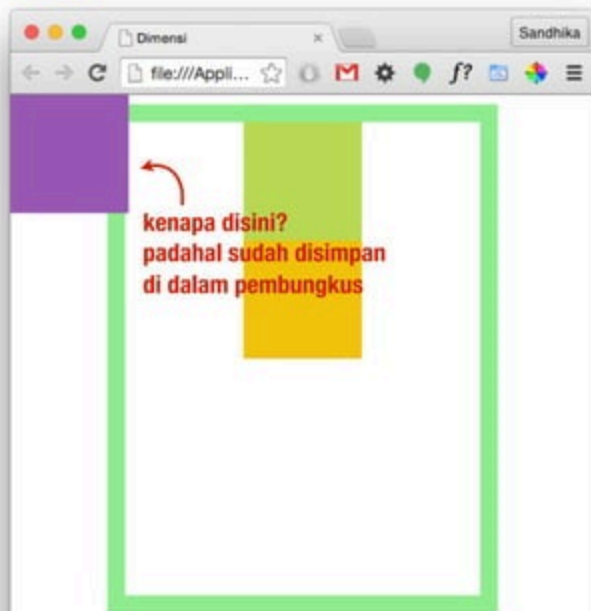 Dimensi
Sandhika
file:///Appli...
f?
kenapa disini?
padahal sudah disimpan
di dalam pembungkus